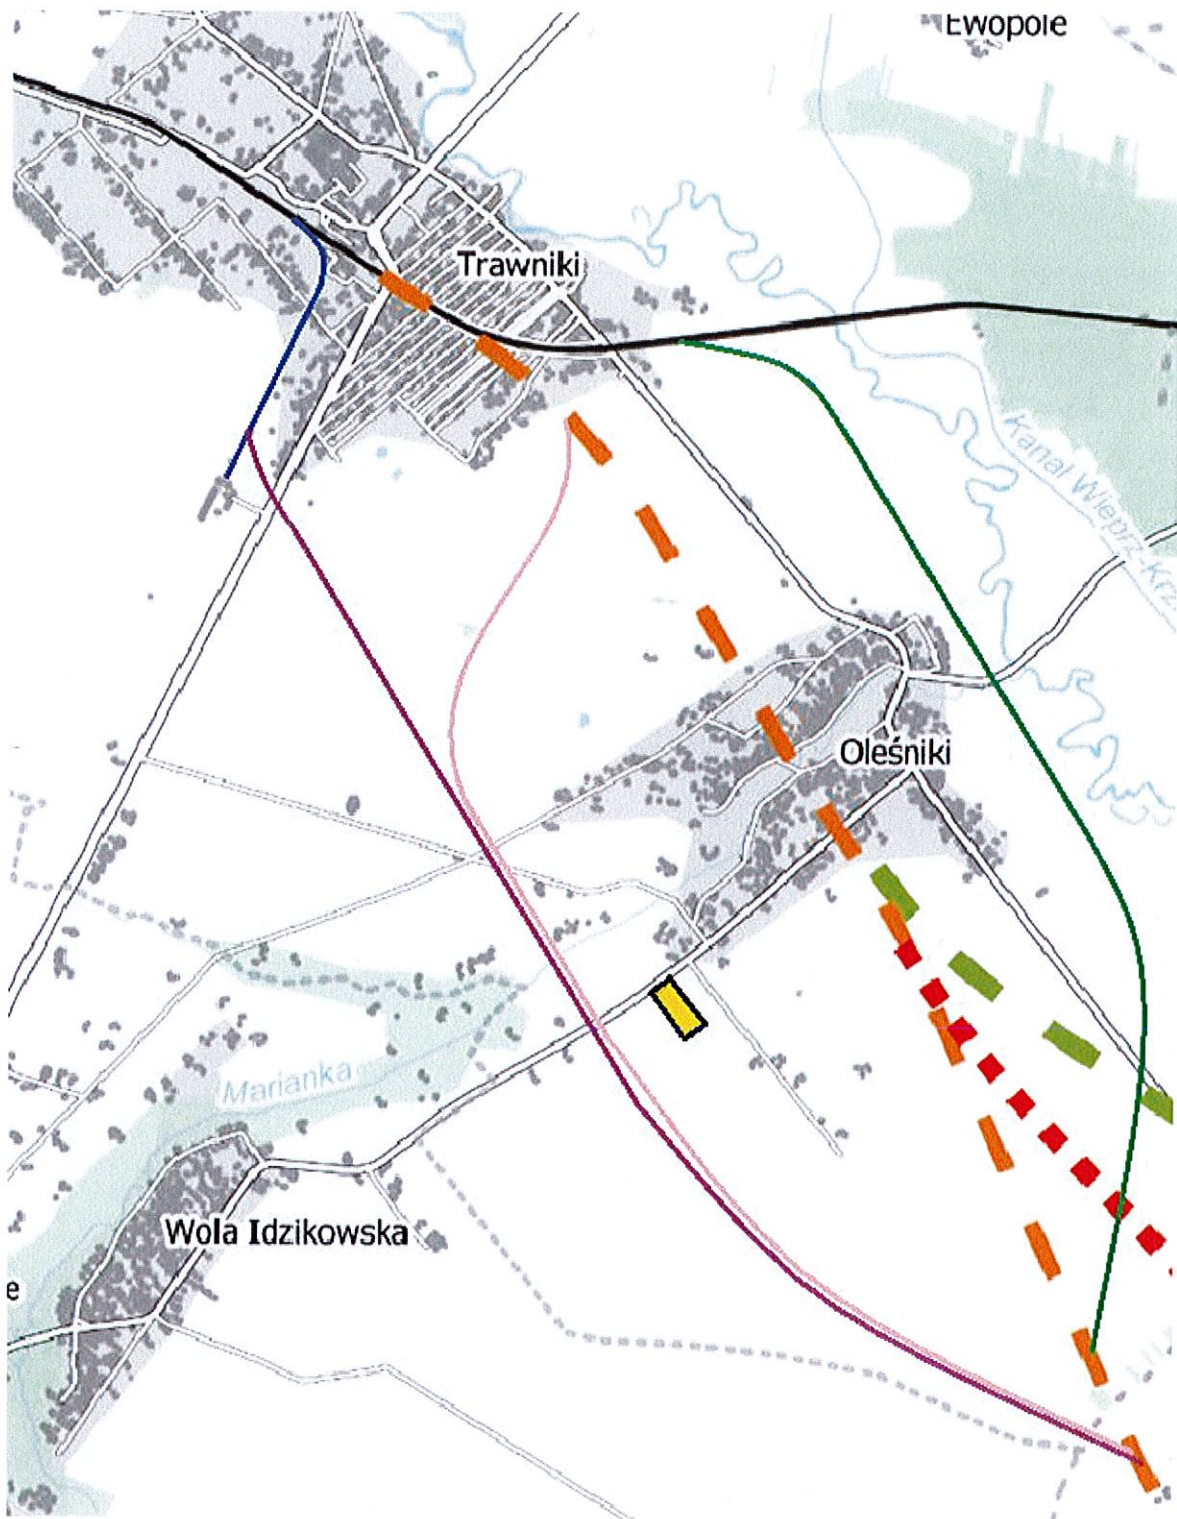 Ewopole
Trawniki
Kanał Wieprz-Krz
Oleśniki
Marianka
Wola Idzikowska
e